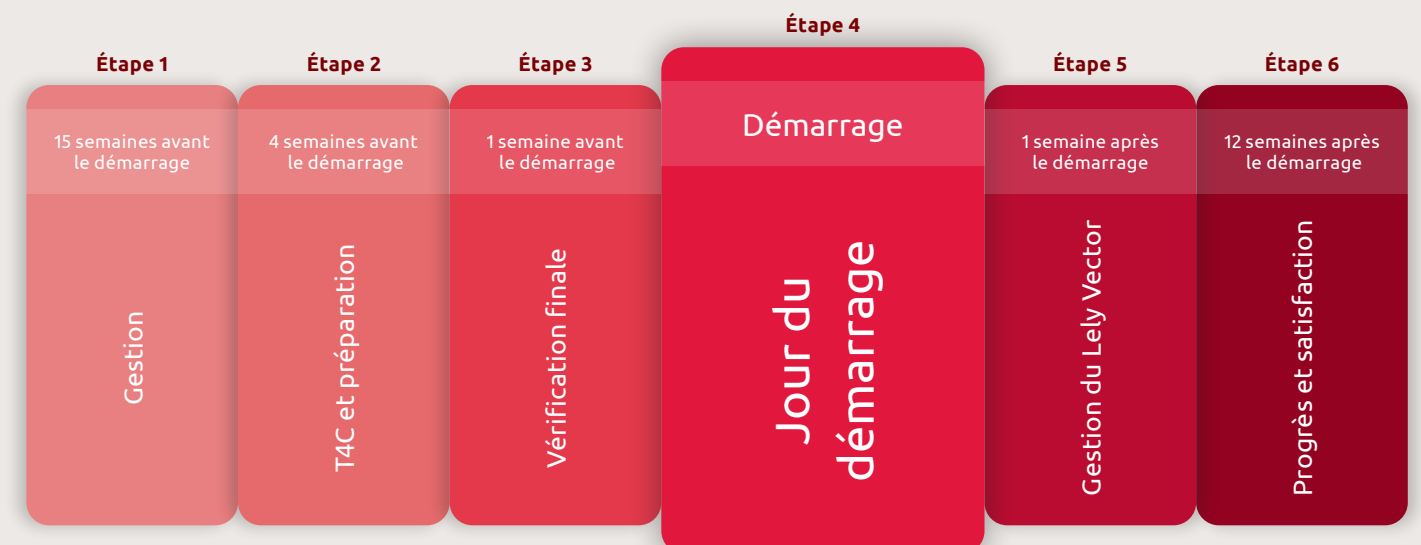 Étape 1
15 semaines avant
le démarrage
Gestion
Étape 2
4 semaines avant
le démarrage
T4C et préparation
Étape 3
1 semaine avant
le démarrage
Vérification finale
Étape 4
Démarrage
Jour du
démarrage
Étape 5
1 semaine après
le démarrage
Gestion du Lely Vector
Étape 6
12 semaines après
le démarrage
Progrès et satisfaction